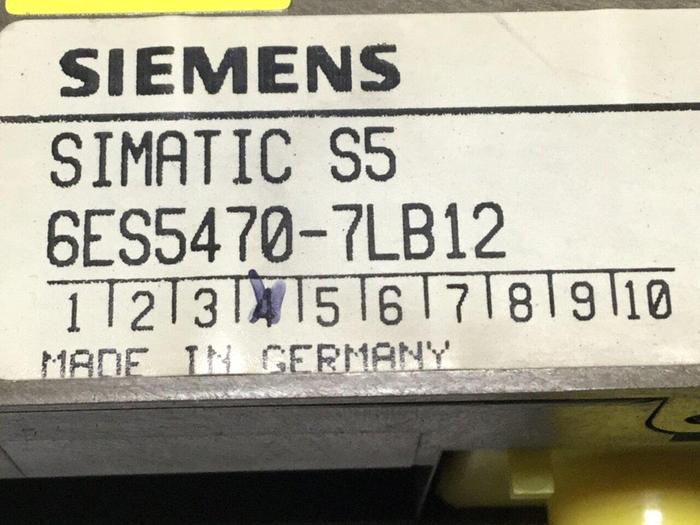 SIEMENS
SIMATIC S5
6ES5470-7LB12
1 2 3 4 5 6 7 8 9 10
MADE IN GERMANY